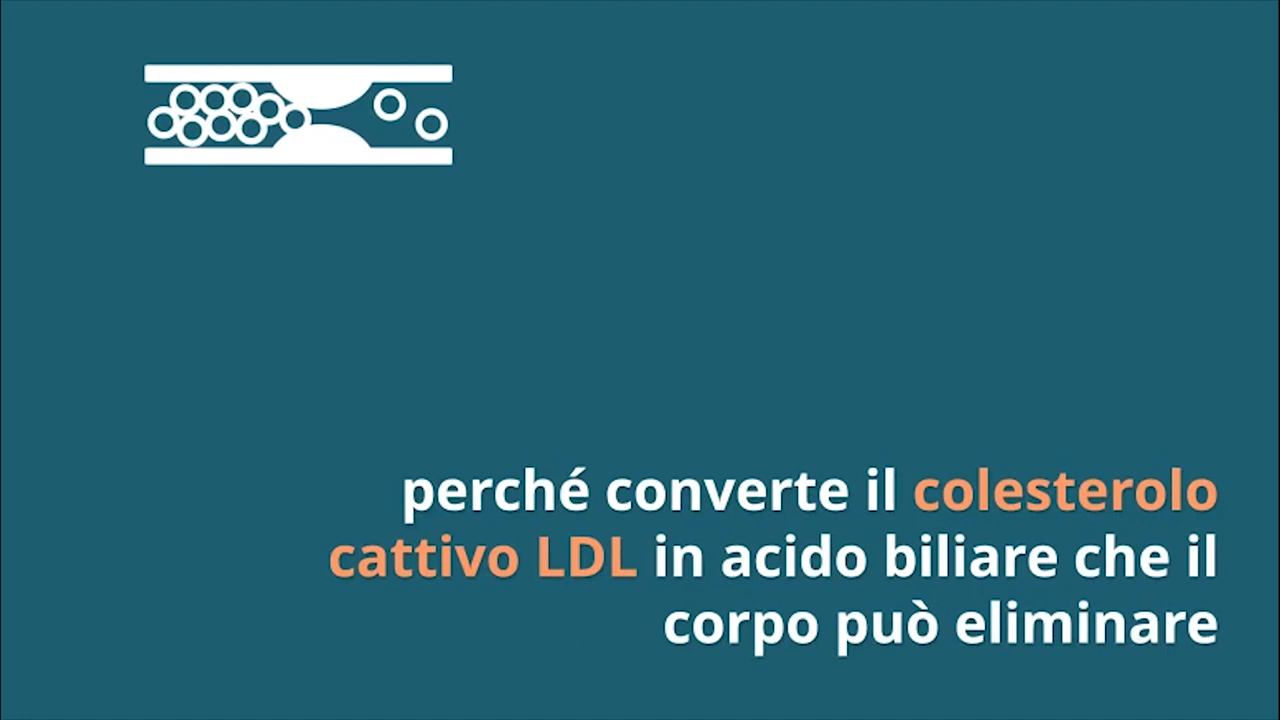 perché converte il colesterolo
cattivo LDL in acido biliare che il
corpo può eliminare